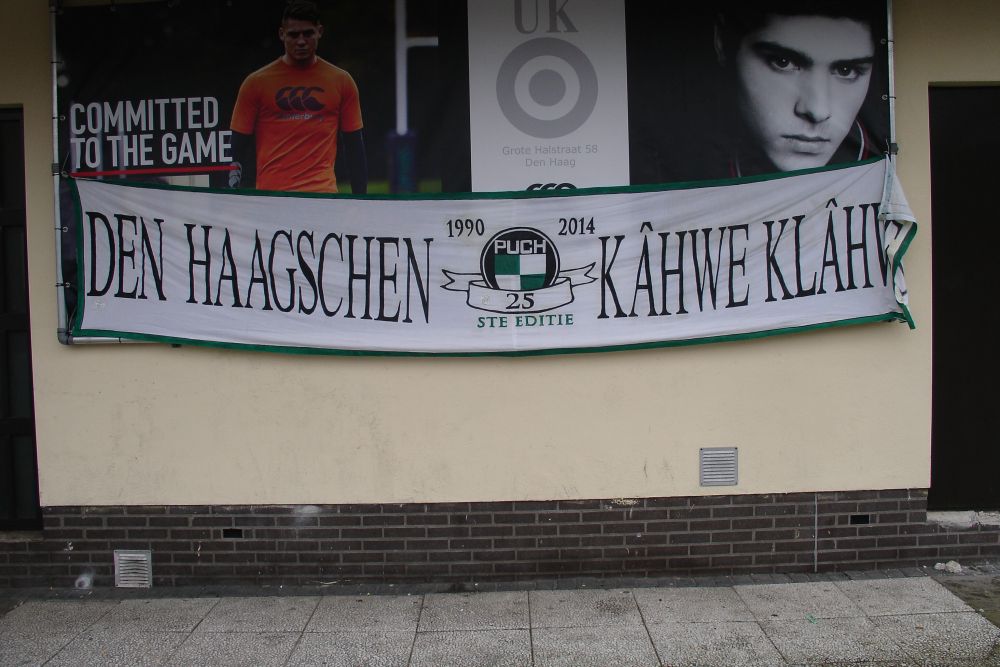 UK
COMMITTED
TO THE GAME
Grote Halstraat 58
Den Haag
DEN HAAGSCHEN
1990
2014
PUCH
25
STE EDITIE
KÂHWE KLÂHW